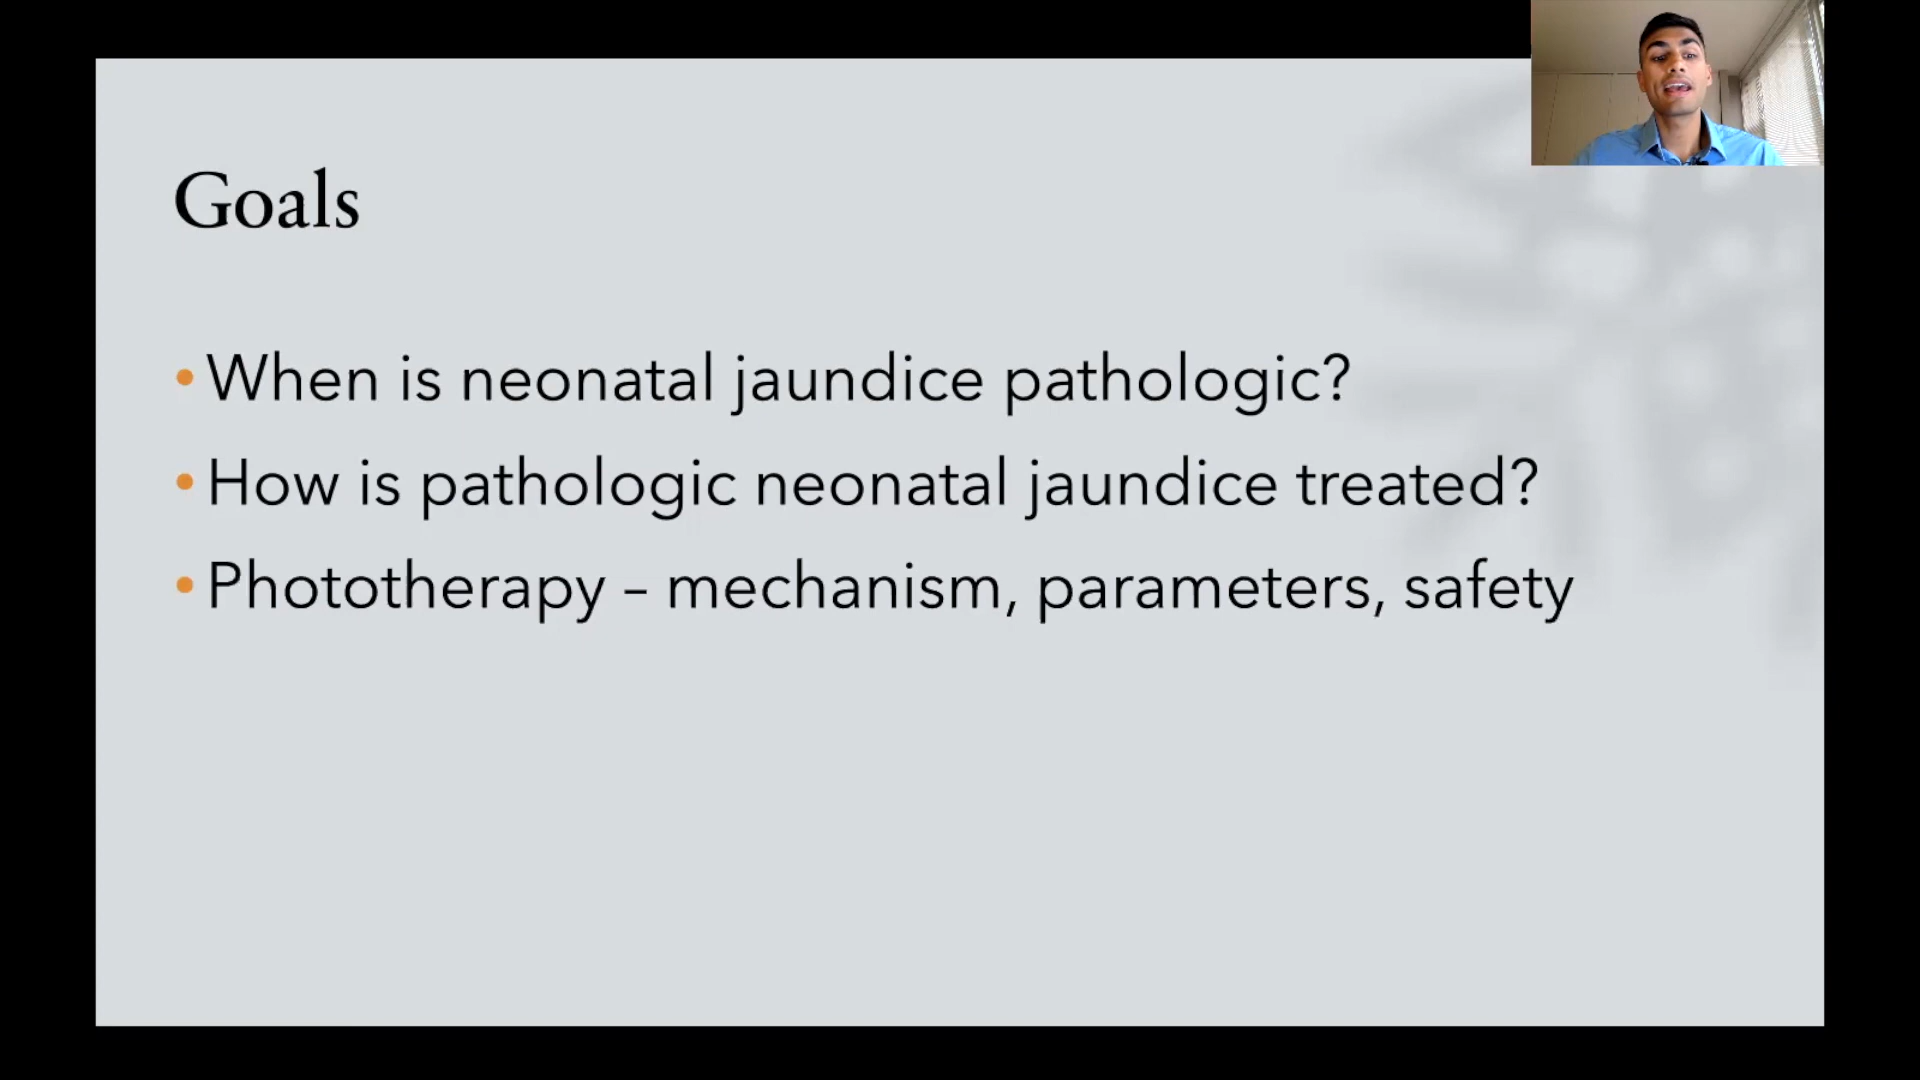 Goals
• When is neonatal jaundice pathologic?
• How is pathologic neonatal jaundice treated?
• Phototherapy – mechanism, parameters, safety